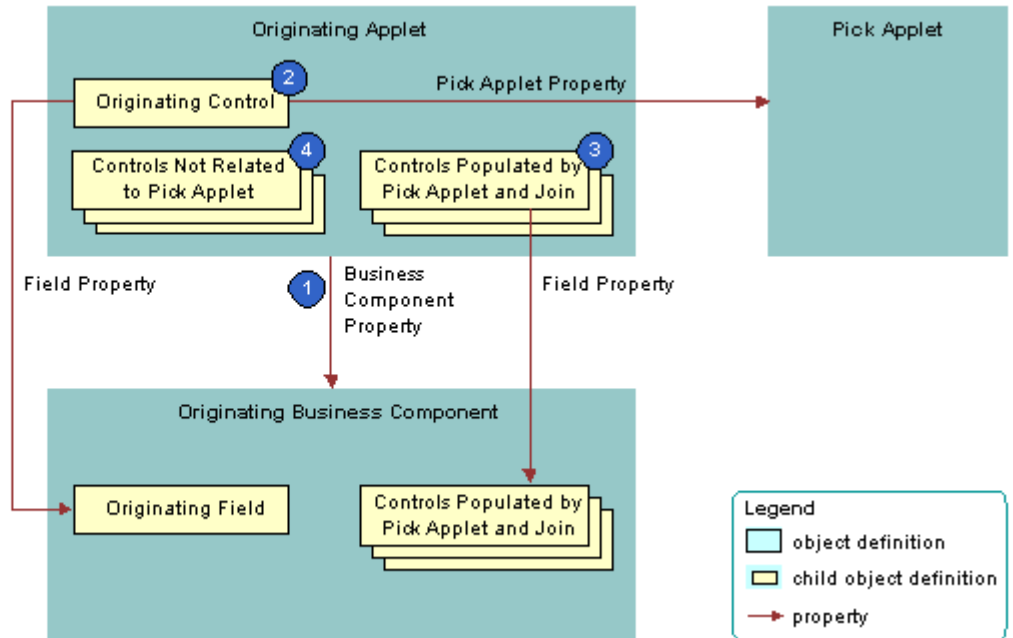 Originating Applet
Pick Applet
2
Originating Control
Pick Applet Property
4
Controls Not Related
to Pick Applet
3
Controls Populated by
Pick Applet and Join
Field Property
1
Business
Component
Property
Field Property
Originating Business Component
Originating Field
Controls Populated by
Pick Applet and Join
Legend
object definition
child object definition
property